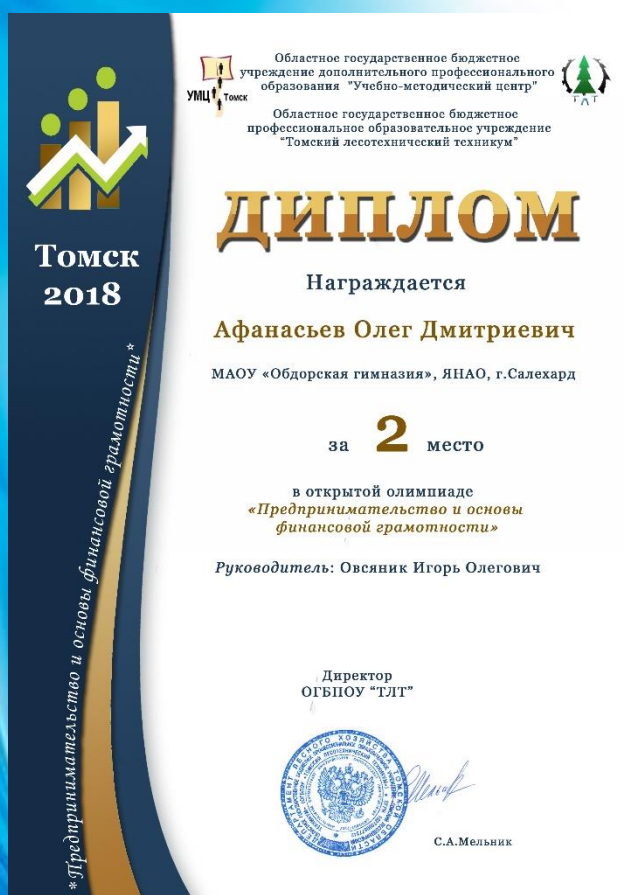 Областное государственное бюджетное
учреждение дополнительного профессионального
образования "Учебно-методический центр"
УМЦ Томск
ТЛТ
Областное государственное бюджетное
профессиональное образовательное учреждение
"Томский лесотехнический техникум"
Томск
2018
*Предпринимательство и основы финансовой грамотности*
ДИПЛОМ
Награждается
Афанасьев Олег Дмитриевич
МАОУ «Обдорская гимназия», ЯНАО, г.Салехард
за 2 место
в открытой олимпиаде
«Предпринимательство и основы
финансовой грамотности»
Руководитель: Овсяник Игорь Олегович
Директор
ОГБПОУ "ТЛТ"
С.А.Мельник